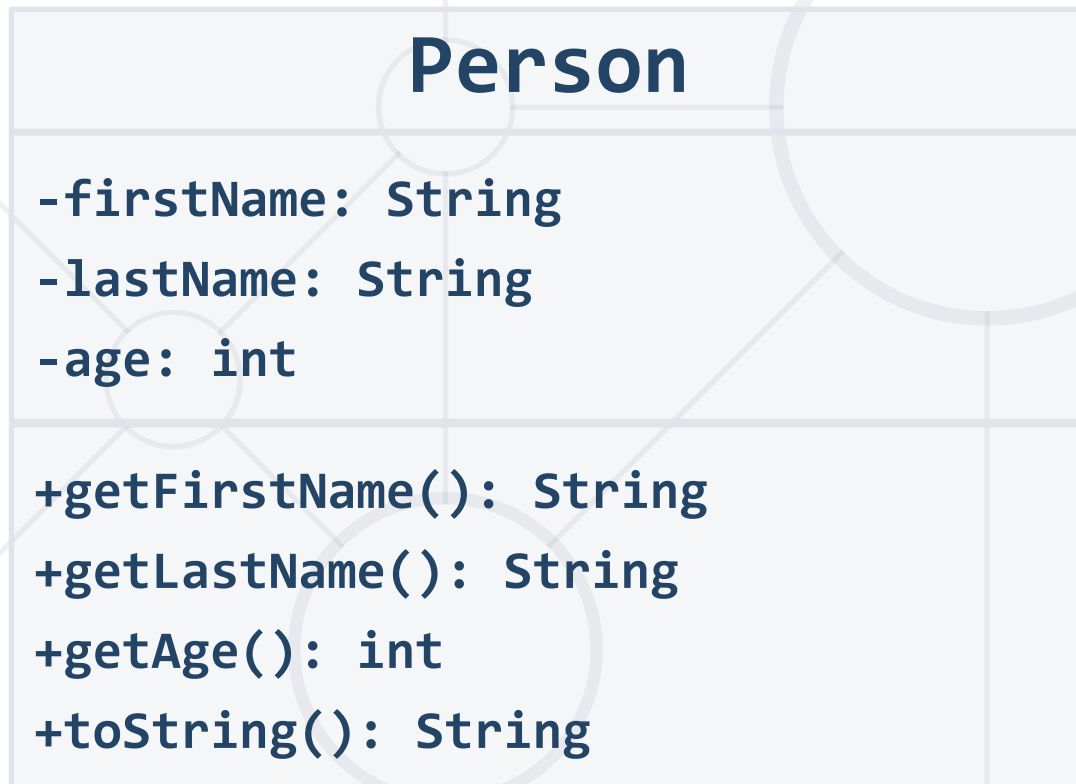 Person
-firstName: String
-lastName: String
-age: int
+getFirstName(): String
+getLastName(): String
+getAge(): int
+toString(): String